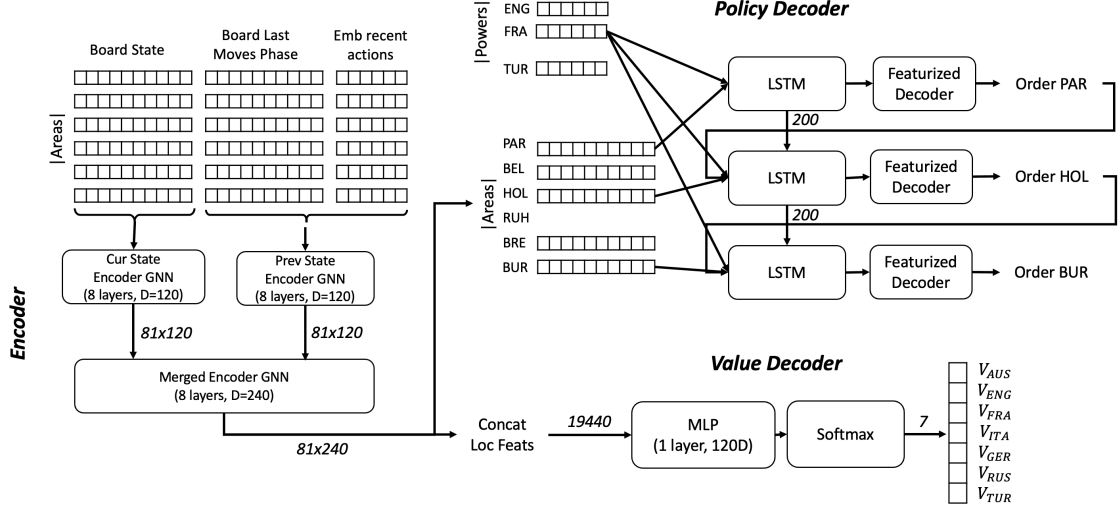 Board State
Board Last
Moves Phase
Emb recent
actions
|Areas|
Cur State
Encoder GNN
(8 layers, D=120)
Prev State
Encoder GNN
(8 layers, D=120)
81x120
81x120
Merged Encoder GNN
(8 layers, D=240)
81x240
Encoder
Policy Decoder
|Powers|
ENG
FRA
TUR
|Areas|
PAR
BEL
HOL
RUH
BRE
BUR
LSTM
Featurized
Decoder
Order PAR
200
LSTM
Featurized
Decoder
Order HOL
200
LSTM
Featurized
Decoder
Order BUR
Value Decoder
Concat
Loc Feats
19440
MLP
(1 layer, 120D)
Softmax
7
V_AUS
V_ENG
V_FRA
V_ITA
V_GER
V_RUS
V_TUR